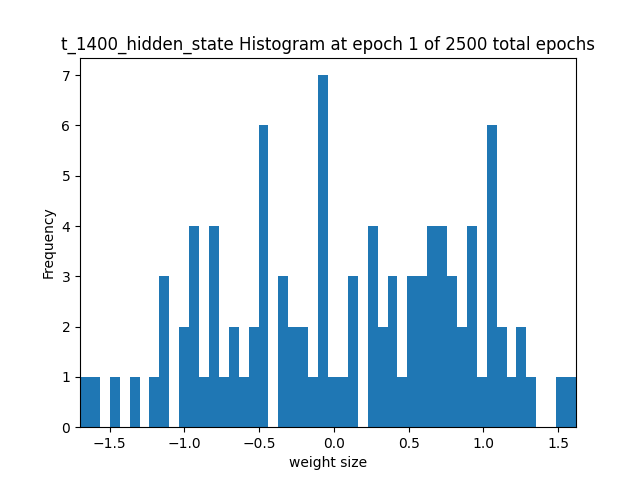 t_1400_hidden_state Histogram at epoch 1 of 2500 total epochs
7
6
5
4
3
2
1
0
Frequency
−1.5 −1.0 −0.5 0.0 0.5 1.0 1.5
weight size